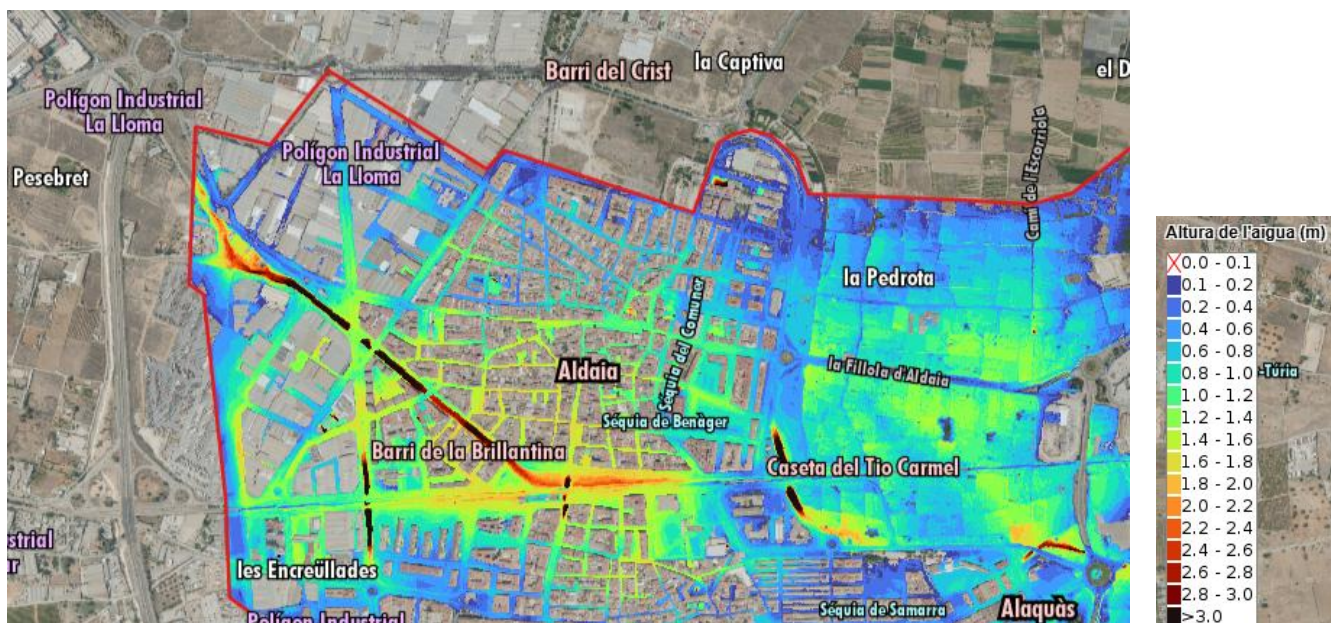 Barri del Crist
la Captiva
el D
Polígon Industrial
La Lloma
Polígon Industrial
La Lloma
Pesebret
Camí de l'Escorriola
la Pedrota
Séquia del Comuner
la Fillola d'Aldaia
Aldaia
Séquia de Benàger
Barri de la Brillantina
Caseta del Tio Carmel
strial
ar
les Encreüllades
Polígon Industrial
Séquia de Samarra
Alaquàs
Altura de l'aigua (m)
0.0 - 0.1
0.1 - 0.2
0.2 - 0.4
0.4 - 0.6
0.6 - 0.8
0.8 - 1.0
1.0 - 1.2
1.2 - 1.4
1.4 - 1.6
1.6 - 1.8
1.8 - 2.0
2.0 - 2.2
2.2 - 2.4
2.4 - 2.6
2.6 - 2.8
2.8 - 3.0
>3.0
-Túria